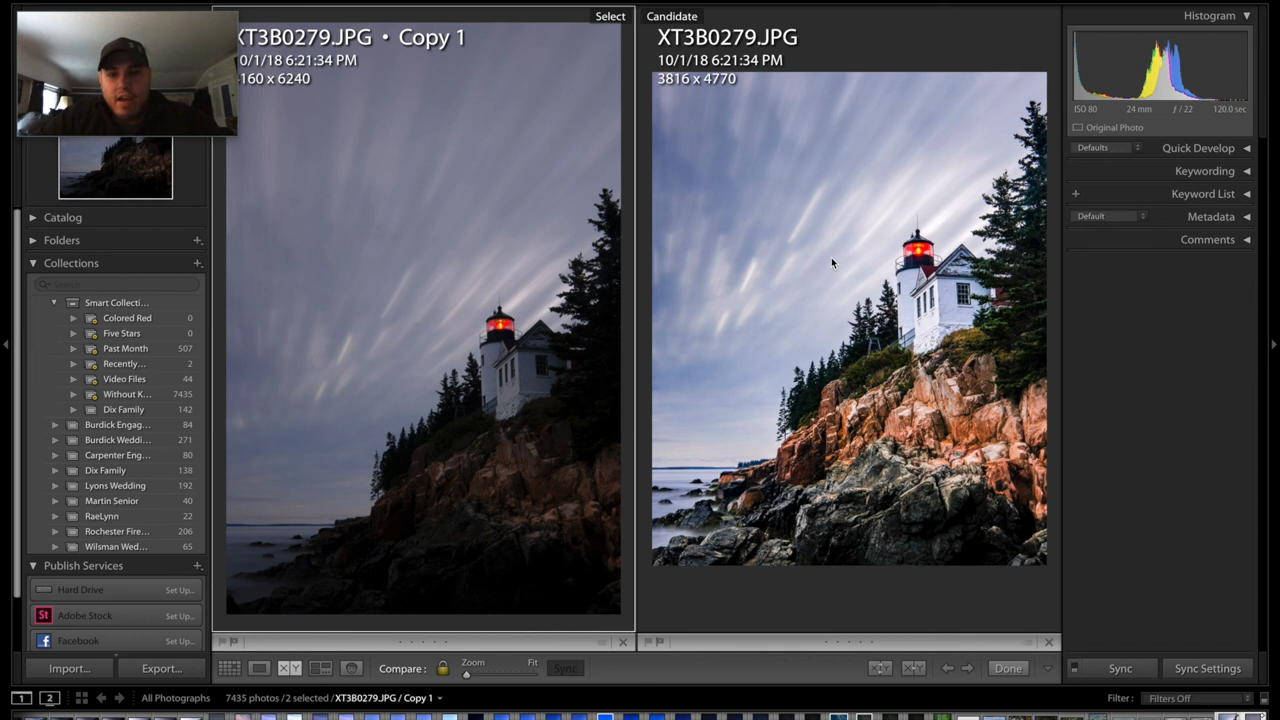 Select
XT3B0279.JPG • Copy 1
0/1/18 6:21:34 PM
160 x 6240
Candidate
XT3B0279.JPG
10/1/18 6:21:34 PM
3816 x 4770
Histogram
ISO 80 24 mm f / 22 120.0 sec
Original Photo
Defaults Quick Develop
Keywording
Keyword List
Default Metadata
Comments
Catalog
Folders
Collections
Search
Smart Collecti...
Colored Red 0
Five Stars 0
Past Month 507
Recently... 2
Video Files 44
Without K... 7435
Dix Family 142
Burdick Engag... 84
Burdick Weddi... 271
Carpenter Eng... 80
Dix Family 138
Lyons Wedding 192
Martin Senior 40
RaeLynn 22
Rochester Fire... 206
Wilsman Wed... 65
Publish Services
Hard Drive Set Up...
St Adobe Stock Set Up...
f Facebook Set Up...
Import... Export...
X Y Compare : Zoom Fit Sync
X Y X Y Done
Sync Sync Settings
1 2 All Photographs 7435 photos / 2 selected / XT3B0279.JPG / Copy 1
Filter : Filters Off